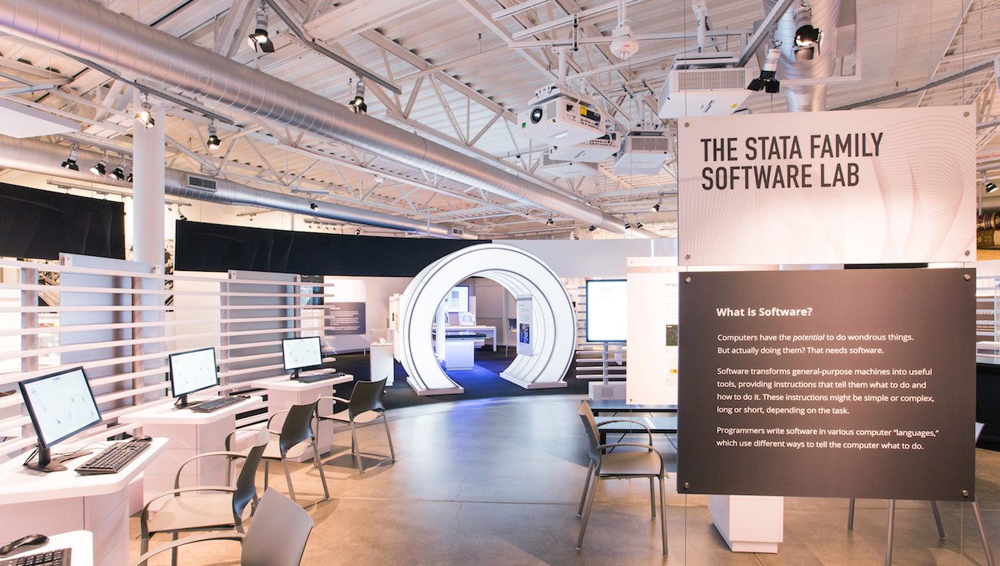 THE STATA FAMILY
SOFTWARE LAB
What is Software?
Computers have the potential to do wondrous things.
But actually doing them? That needs software.
Software transforms general-purpose machines into useful
tools, providing instructions that tell them what to do and
how to do it. These instructions might be simple or complex,
long or short, depending on the task.
Programmers write software in various computer “languages,”
which use different ways to tell the computer what to do.